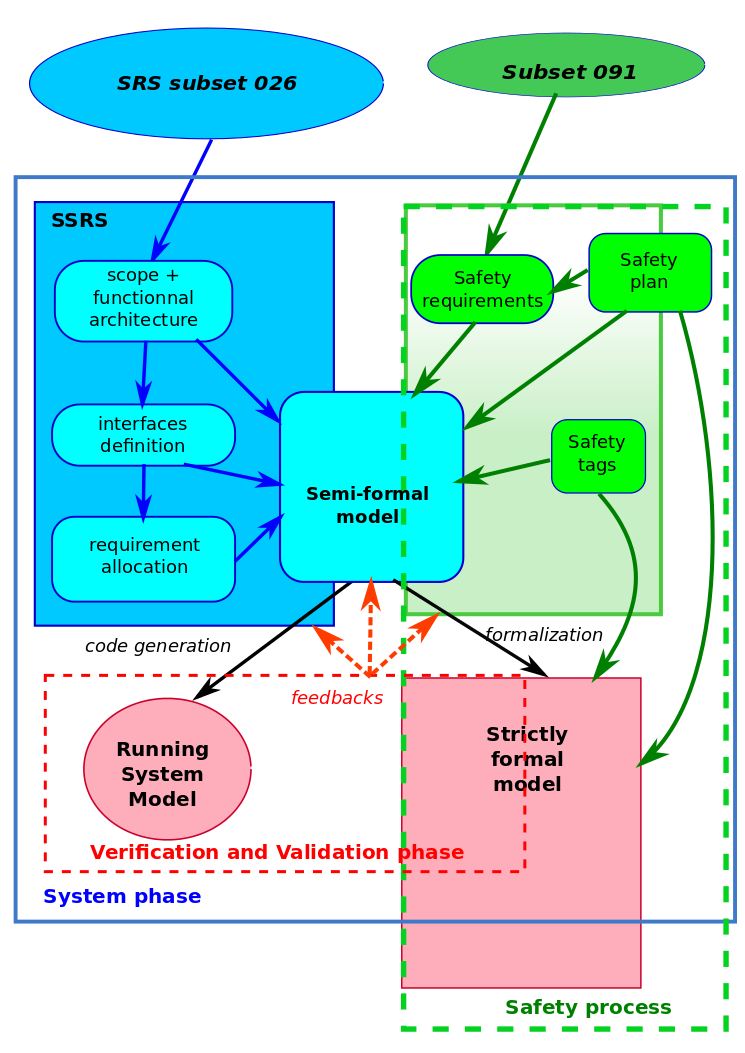 SRS subset 026
Subset 091
SSRS
scope +
functionnal
architecture
Safety
requirements
Safety
plan
interfaces
definition
Safety
tags
Semi-formal
model
requirement
allocation
code generation
formalization
feedbacks
Running
System
Model
Strictly
formal
model
Verification and Validation phase
System phase
Safety process